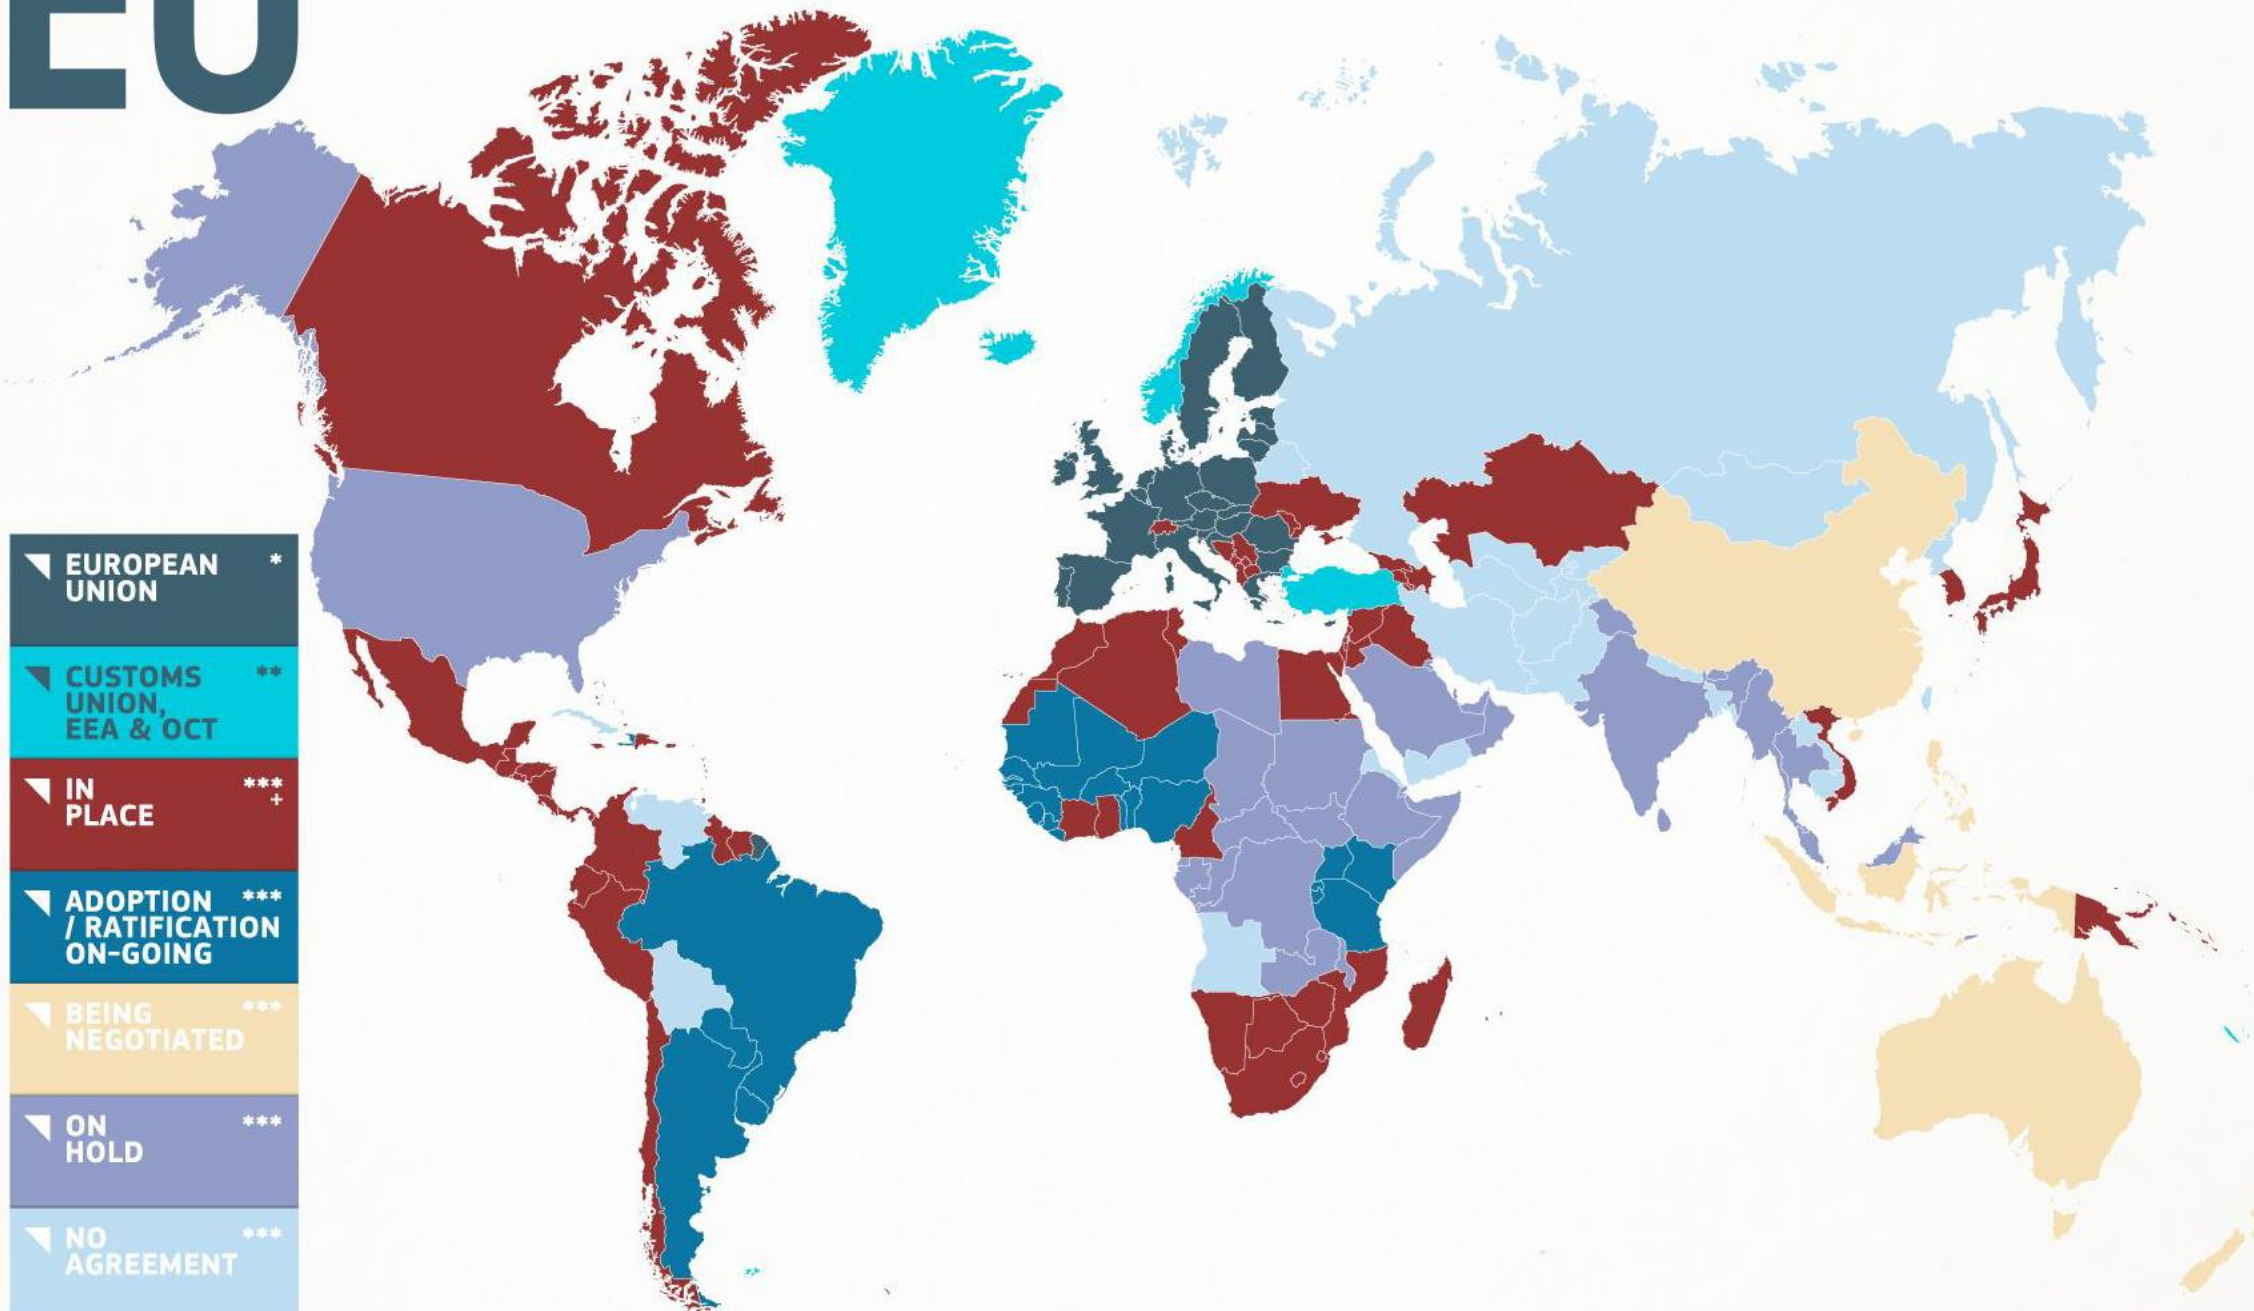 EU
EUROPEAN *
UNION
CUSTOMS **
UNION,
EEA & OCT
IN ***
PLACE +
ADOPTION ***
/ RATIFICATION
ON-GOING
BEING ***
NEGOTIATED
ON ***
HOLD
NO ***
AGREEMENT